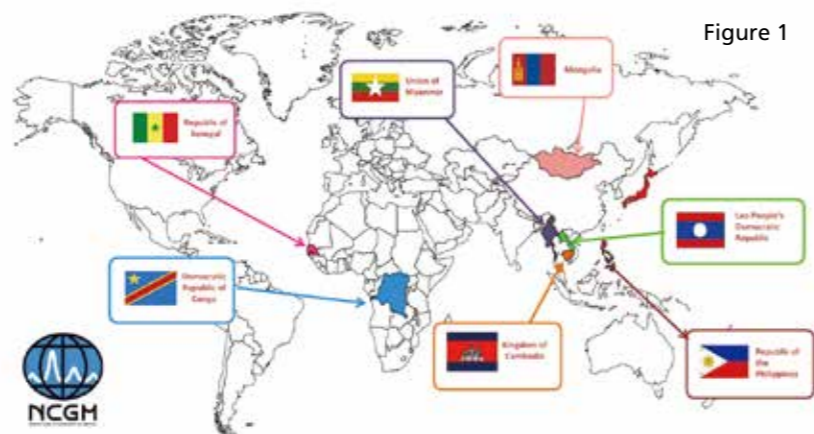 Figure 1
Union of
Myanmar
Mongolia
Republic of
Senegal
Lao People's
Democratic
Republic
Democratic
Republic of
Congo
Kingdom of
Cambodia
Republic of
the
Philippines
NCGM